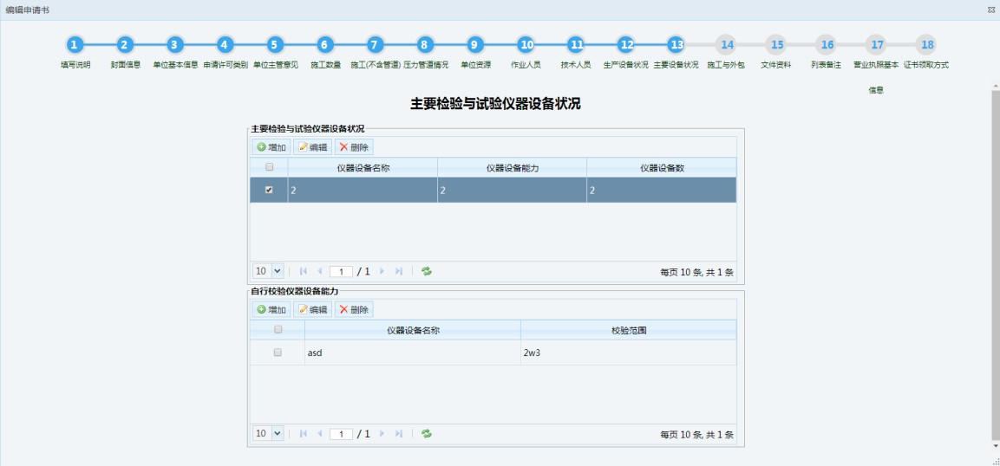 编辑申请书
1 2 3 4 5 6 7 8 9 10 11 12 13 14 15 16 17 18
填写说明 封面信息 单位基本信息 申请许可类别 单位主管意见 施工数量 施工(不含管道) 压力管道情况 单位资源 作业人员 技术人员 生产设备状况 主要设备状况 施工与外包 文件资料 列表备注 营业执照基本 证书领取方式
信息
主要检验与试验仪器设备状况
主要检验与试验仪器设备状况
增加 编辑 删除
仪器设备名称 仪器设备能力 仪器设备数
2 2 2
10 1 / 1 每页 10 条, 共 1 条
自行校验仪器设备能力
增加 编辑 删除
仪器设备名称 校验范围
asd 2w3
10 1 / 1 每页 10 条, 共 1 条